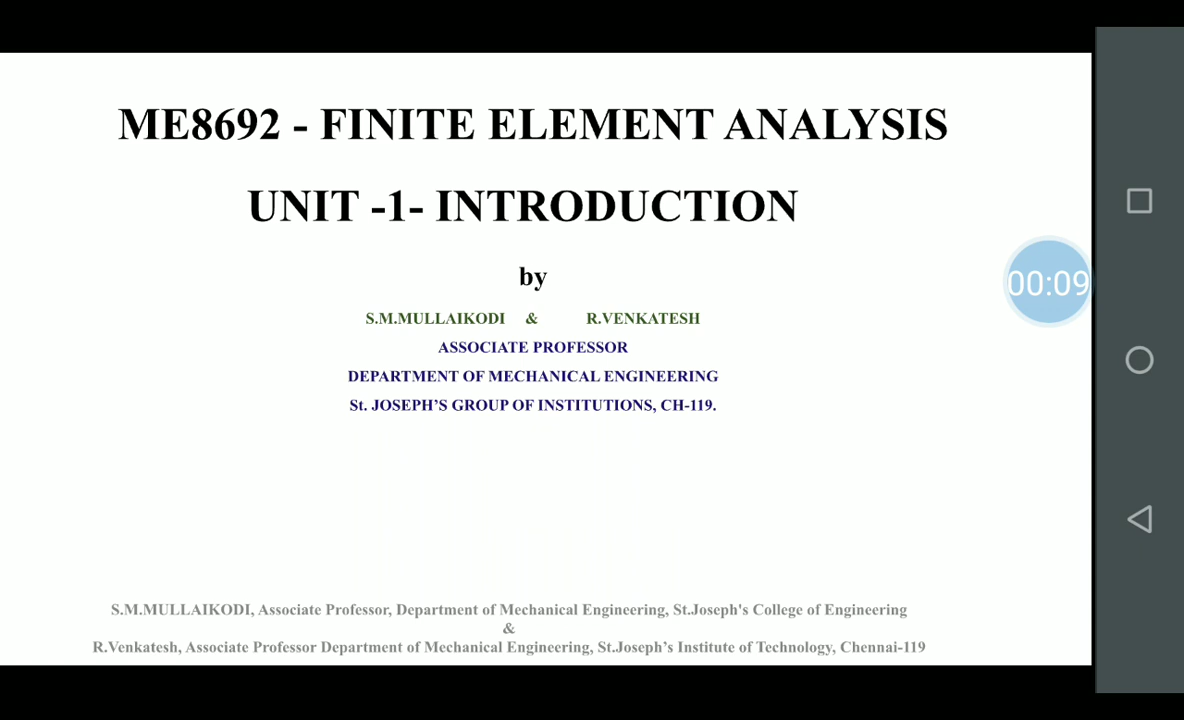 ME8692 - FINITE ELEMENT ANALYSIS
UNIT -1- INTRODUCTION
by
S.M.MULLAIKODI & R.VENKATESH
ASSOCIATE PROFESSOR
DEPARTMENT OF MECHANICAL ENGINEERING
St. JOSEPH’S GROUP OF INSTITUTIONS, CH-119.
00:09
S.M.MULLAIKODI, Associate Professor, Department of Mechanical Engineering, St.Joseph's College of Engineering
&
R.Venkatesh, Associate Professor Department of Mechanical Engineering, St.Joseph’s Institute of Technology, Chennai-119